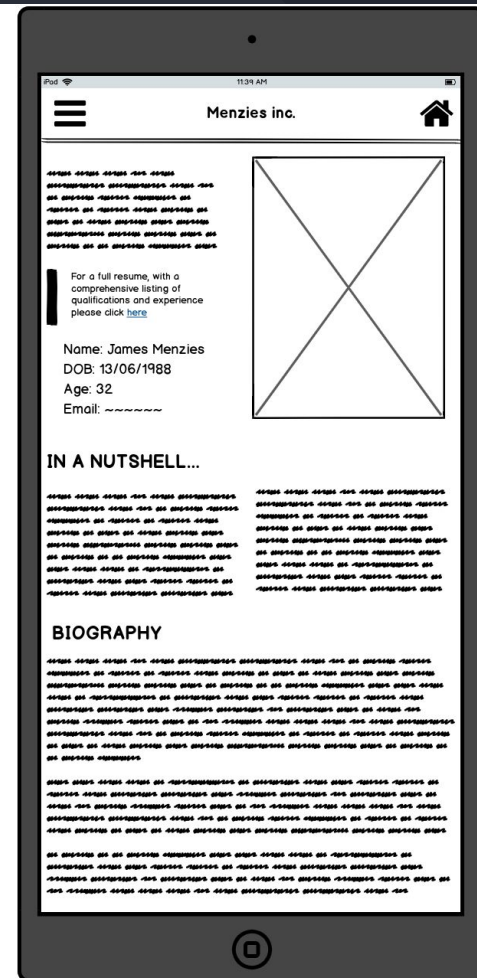 iPod 11:39 AM
Menzies inc.
For a full resume, with a
comprehensive listing of
qualifications and experience
please click here
Name: James Menzies
DOB: 13/06/1988
Age: 32
Email: ~~~~~~
IN A NUTSHELL...
BIOGRAPHY